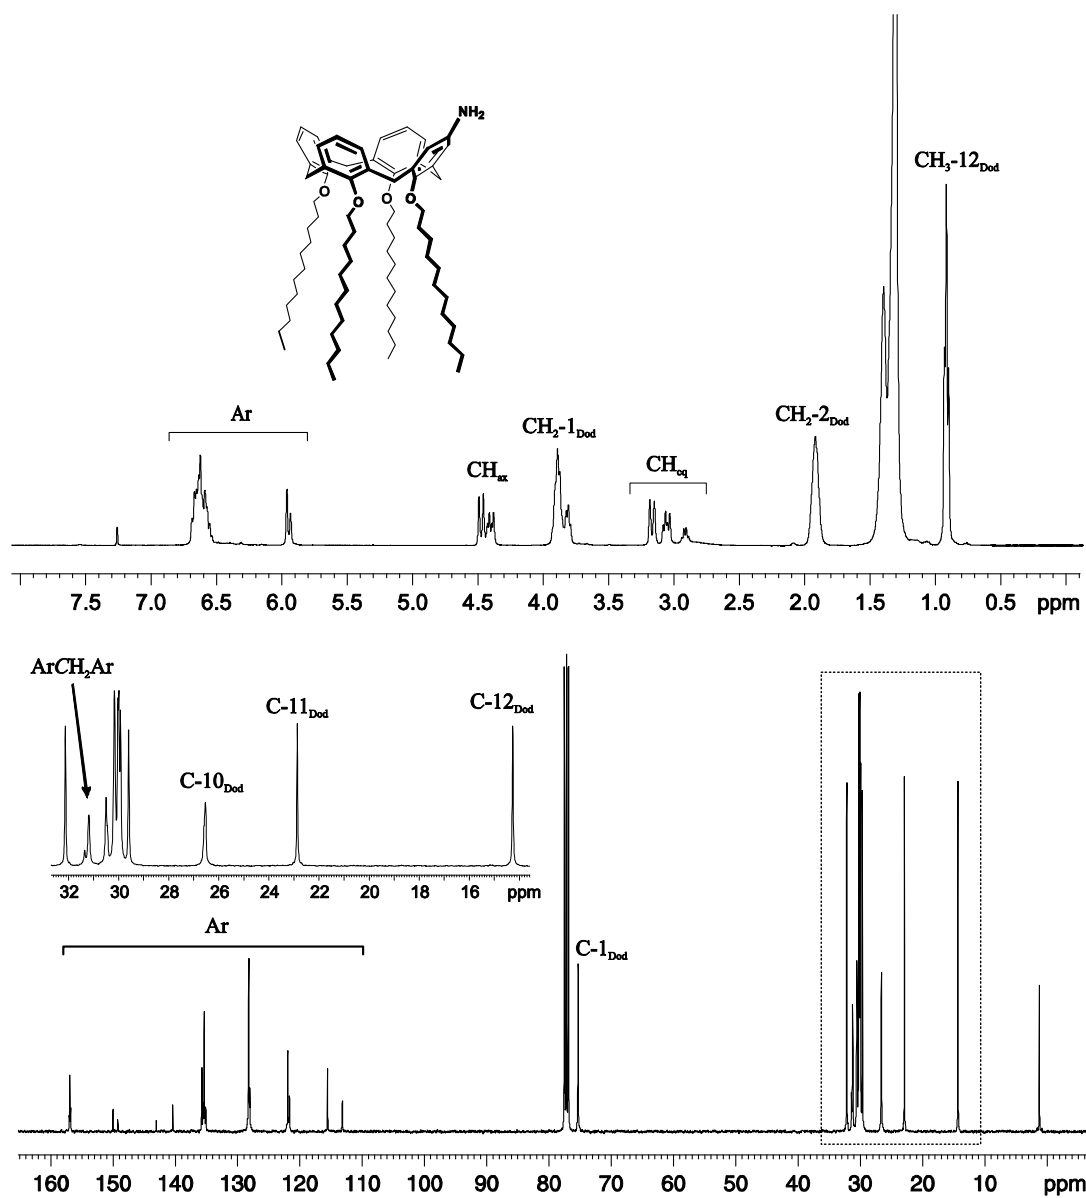 NH2
O O O O
Ar
CHax
CH2-1Dod
CHeq
CH2-2Dod
CH3-12Dod
7.5 7.0 6.5 6.0 5.5 5.0 4.5 4.0 3.5 3.0 2.5 2.0 1.5 1.0 0.5 ppm
ArCH2Ar
C-10Dod
C-11Dod
C-12Dod
32 30 28 26 24 22 20 18 16 ppm
Ar
C-1Dod
160 150 140 130 120 110 100 90 80 70 60 50 40 30 20 10 ppm